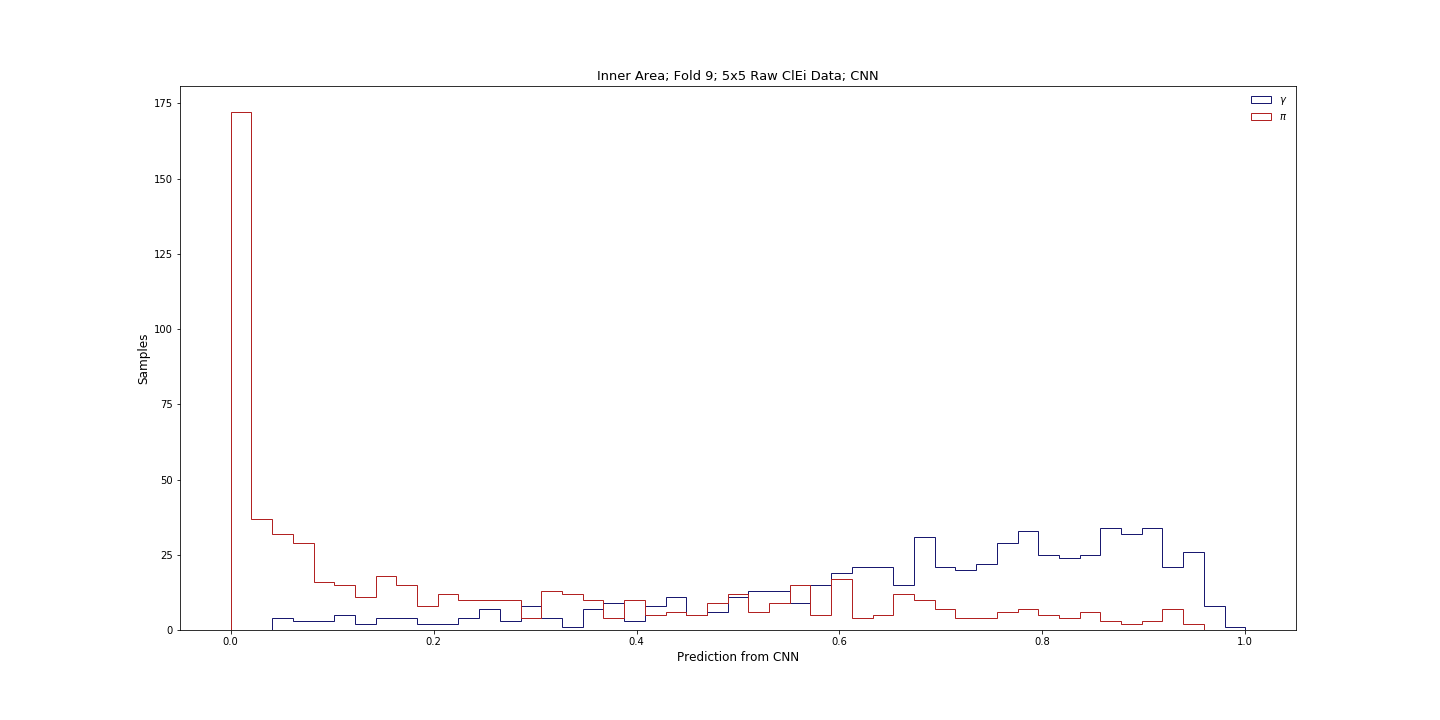 Inner Area; Fold 9; 5x5 Raw ClEi Data; CNN
γ
π
Samples
175
150
125
100
75
50
25
0
0.0 0.2 0.4 0.6 0.8 1.0
Prediction from CNN